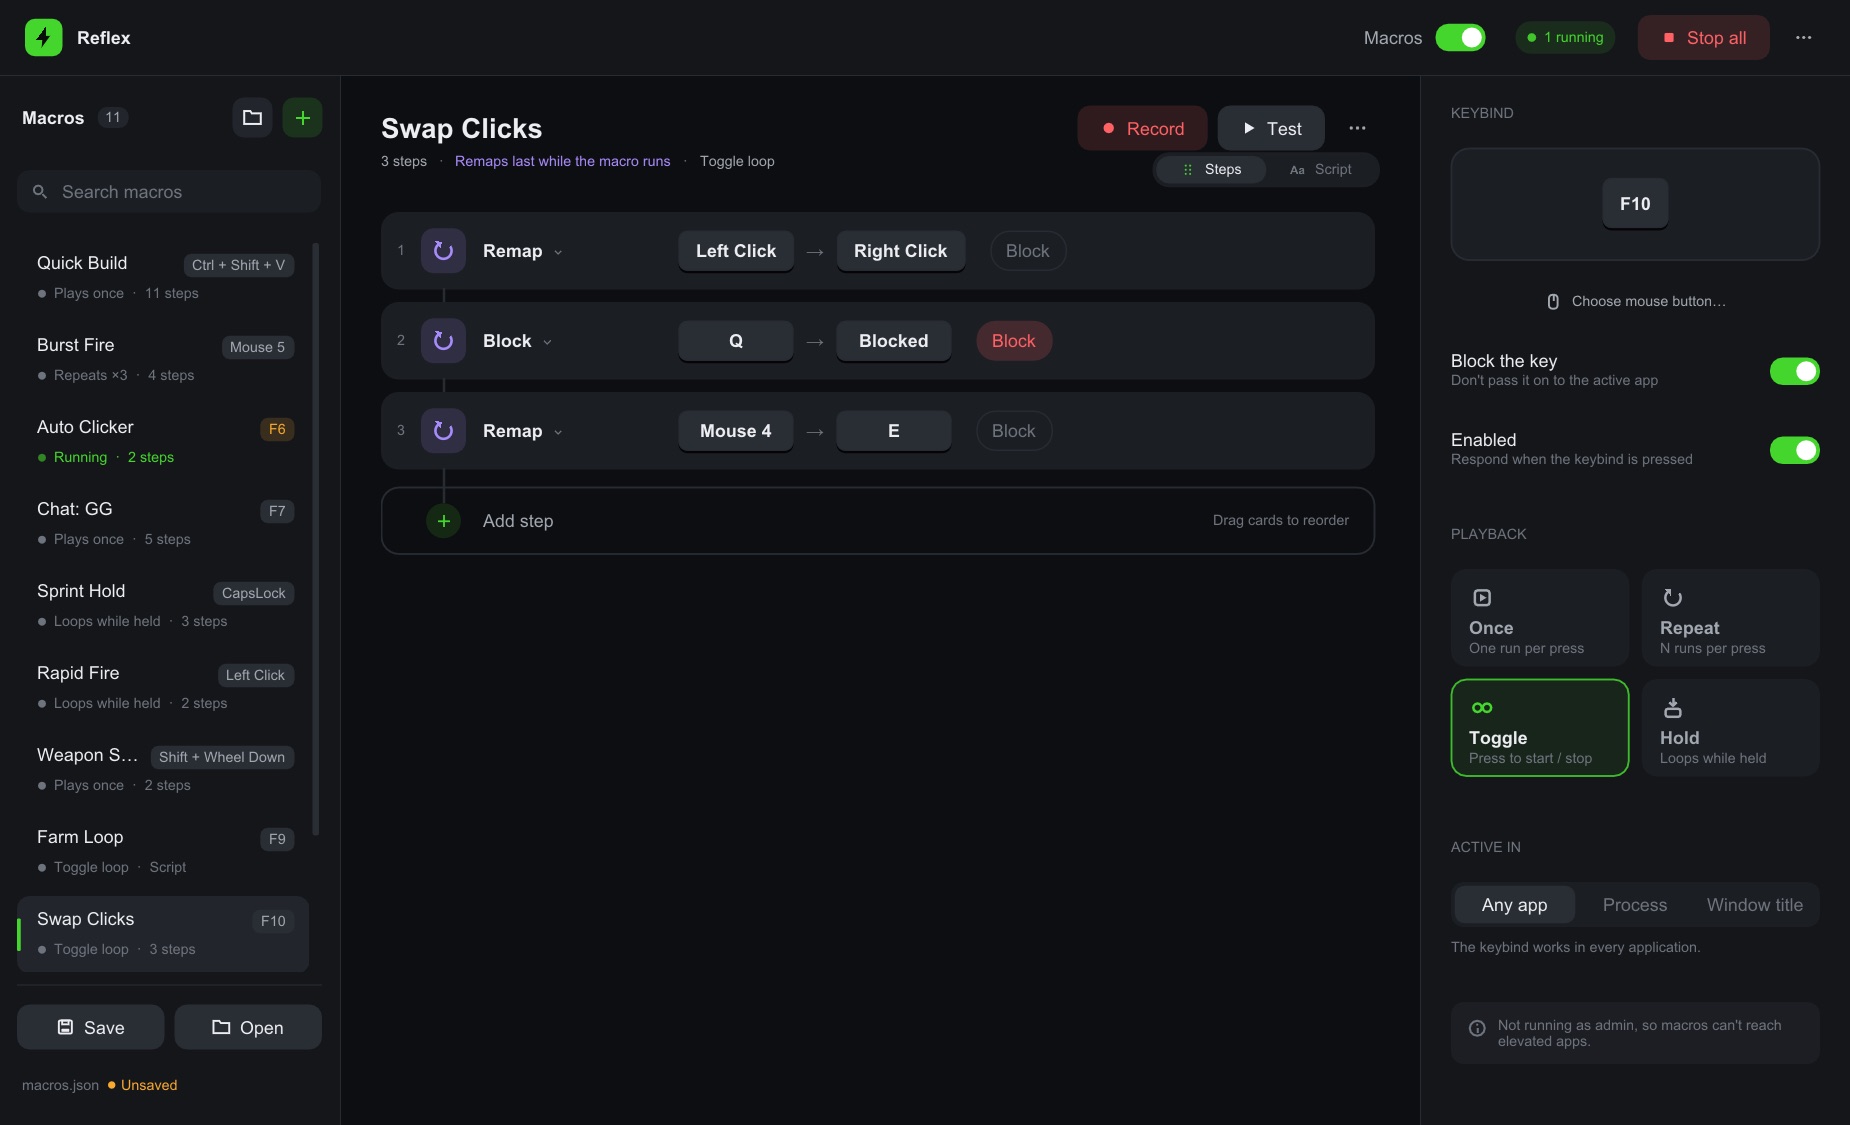 Reflex
Macros
1 running
Stop all
Macros 11
Search macros
Quick Build Ctrl + Shift + V
Plays once · 11 steps
Burst Fire Mouse 5
Repeats ×3 · 4 steps
Auto Clicker F6
Running · 2 steps
Chat: GG F7
Plays once · 5 steps
Sprint Hold CapsLock
Loops while held · 3 steps
Rapid Fire Left Click
Loops while held · 2 steps
Weapon S... Shift + Wheel Down
Plays once · 2 steps
Farm Loop F9
Toggle loop · Script
Swap Clicks F10
Toggle loop · 3 steps
Save
Open
macros.json Unsaved
Swap Clicks
3 steps · Remaps last while the macro runs · Toggle loop
Record
Test
Steps
Aa Script
1 Remap Left Click → Right Click Block
2 Block Q → Blocked Block
3 Remap Mouse 4 → E Block
Add step
Drag cards to reorder
KEYBIND
F10
Choose mouse button...
Block the key
Don't pass it on to the active app
Enabled
Respond when the keybind is pressed
PLAYBACK
Once
One run per press
Repeat
N runs per press
Toggle
Press to start / stop
Hold
Loops while held
ACTIVE IN
Any app Process Window title
The keybind works in every application.
Not running as admin, so macros can't reach
elevated apps.